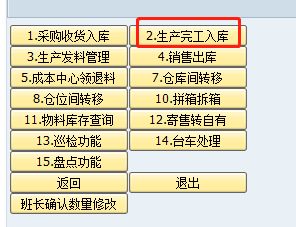 1.采购收货入库 2.生产完工入库
3.生产发料管理 4.销售出库
5.成本中心领退料 7.仓库间转移
8.仓位间转移 10.拼箱拆箱
11.物料库存查询 12.寄售转自有
13.巡检功能 14.台车处理
15.盘点功能
返回 退出
班长确认数量修改